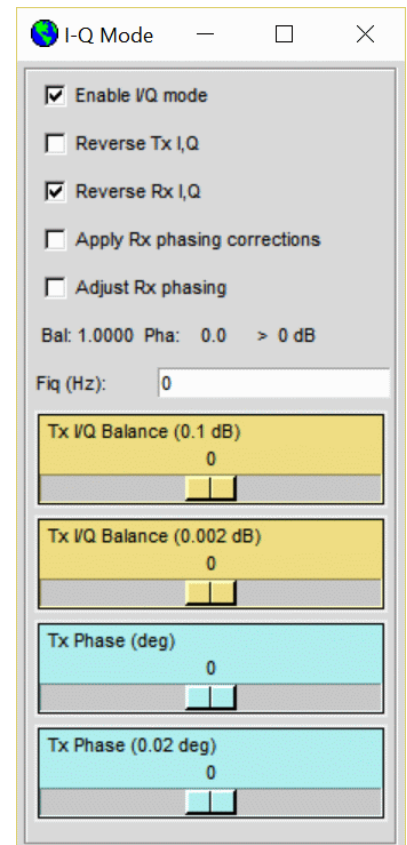 I-Q Mode
Enable I/Q mode
Reverse Tx I,Q
Reverse Rx I,Q
Apply Rx phasing corrections
Adjust Rx phasing
Bal: 1.0000 Pha: 0.0 > 0 dB
Fiq (Hz): 0
Tx I/Q Balance (0.1 dB)
0
Tx I/Q Balance (0.002 dB)
0
Tx Phase (deg)
0
Tx Phase (0.02 deg)
0